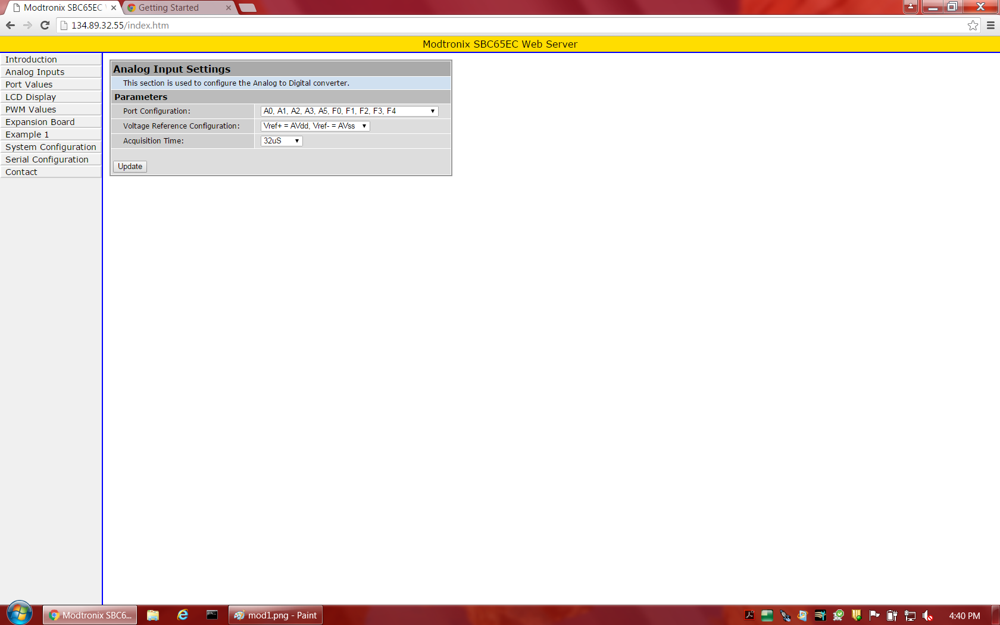 Modtronix SBC65EC
Getting Started
134.89.32.55/index.htm
Modtronix SBC65EC Web Server
Introduction
Analog Inputs
Port Values
LCD Display
PWM Values
Expansion Board
Example 1
System Configuration
Serial Configuration
Contact
Analog Input Settings
This section is used to configure the Analog to Digital converter.
Parameters
Port Configuration: A0, A1, A2, A3, A5, F0, F1, F2, F3, F4
Voltage Reference Configuration: Vref+ = AVdd, Vref- = AVss
Acquisition Time: 32uS
Update
Modtronix SBC6...
mod1.png - Paint
4:40 PM